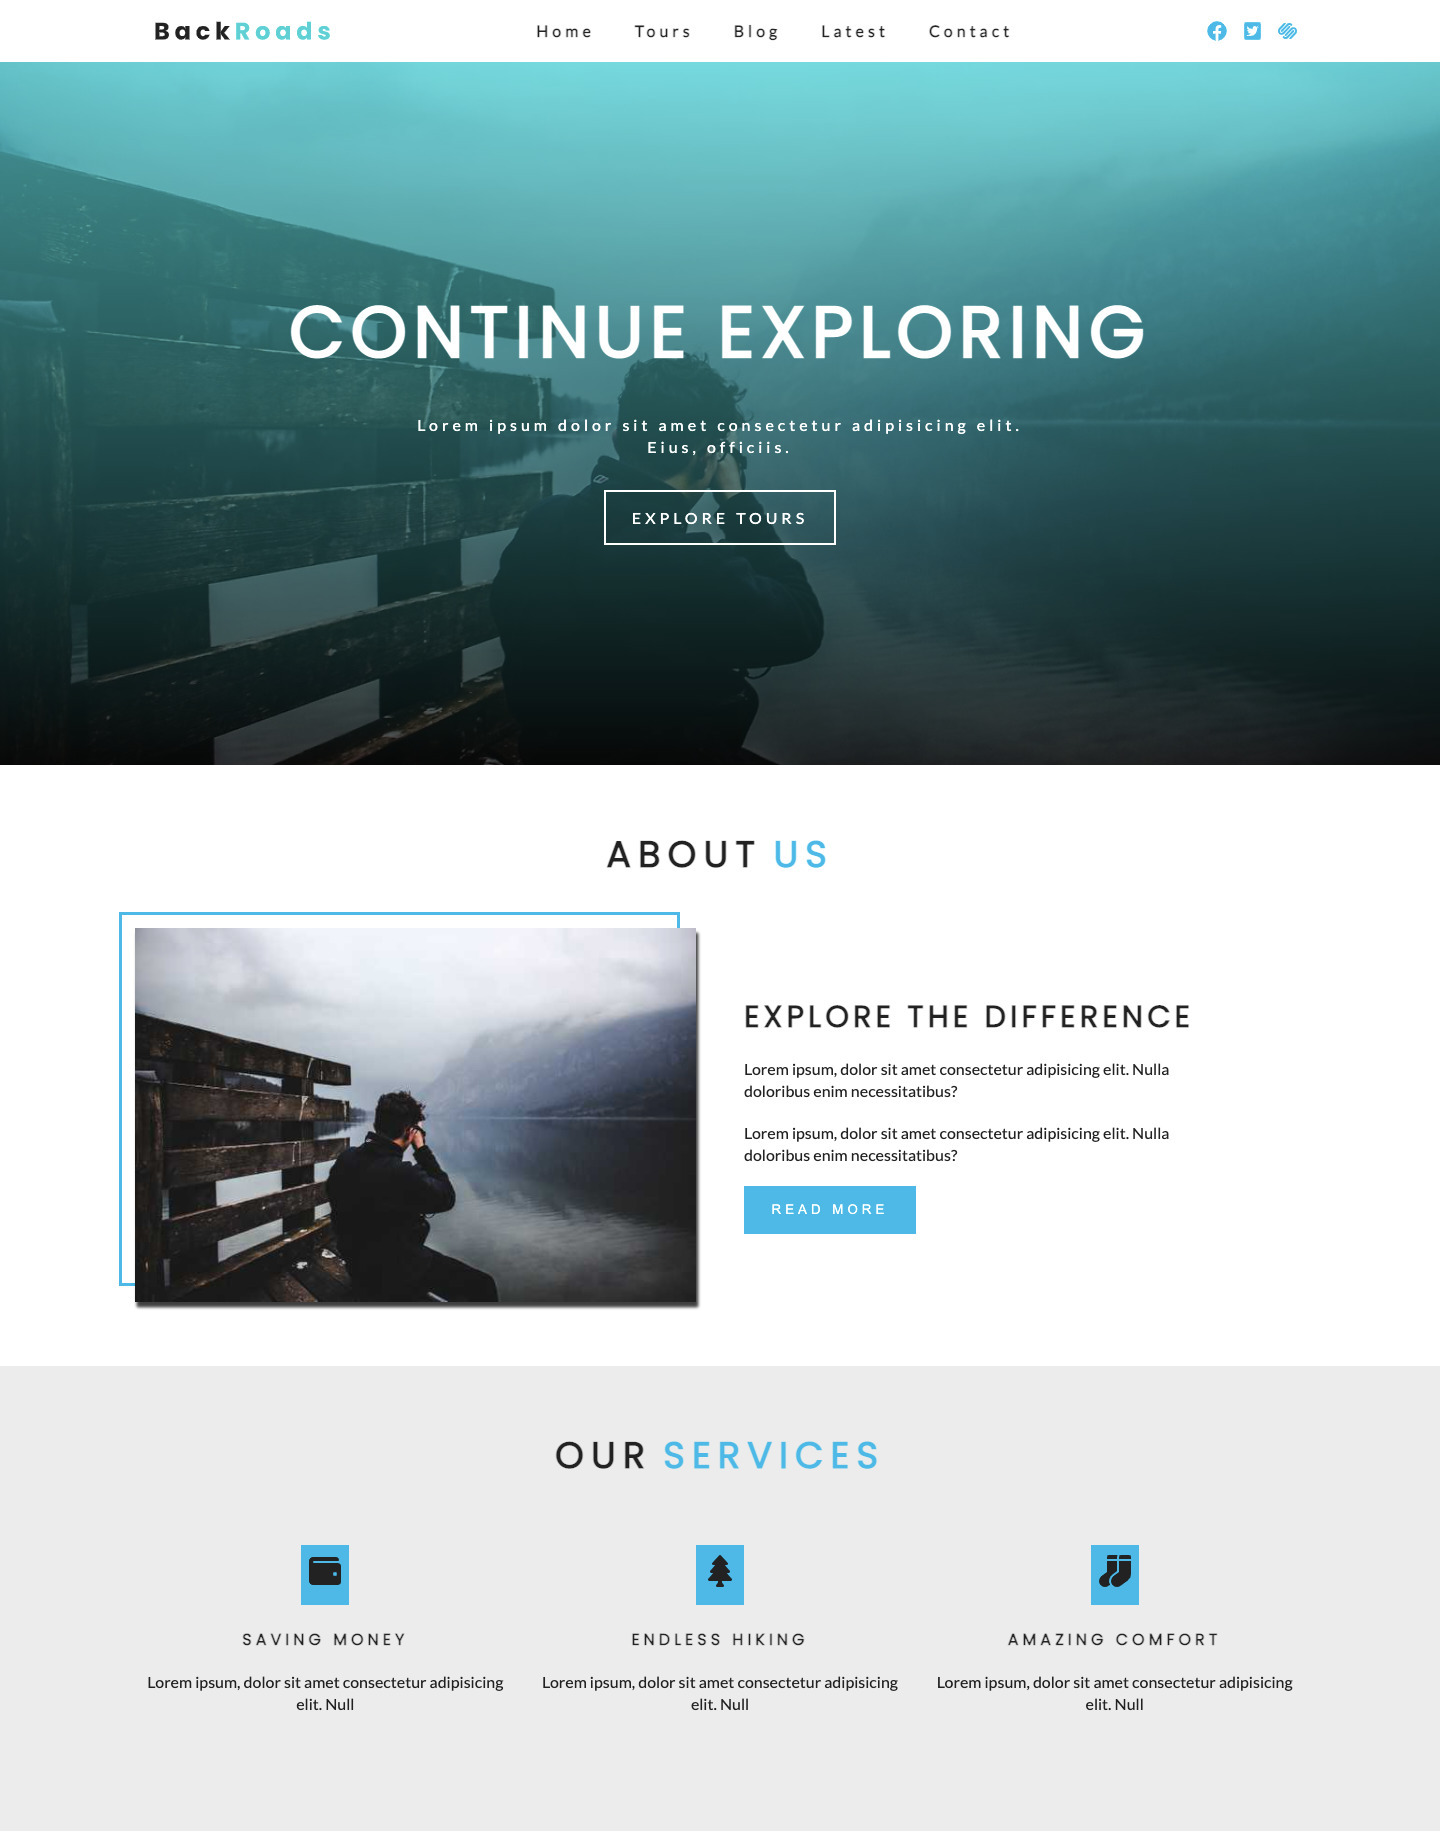 BackRoads
Home Tours Blog Latest Contact
CONTINUE EXPLORING
Lorem ipsum dolor sit amet consectetur adipisicing elit.
Eius, officiis.
EXPLORE TOURS
ABOUT US
EXPLORE THE DIFFERENCE
Lorem ipsum, dolor sit amet consectetur adipisicing elit. Nulla
doloribus enim necessitatibus?
Lorem ipsum, dolor sit amet consectetur adipisicing elit. Nulla
doloribus enim necessitatibus?
READ MORE
OUR SERVICES
SAVING MONEY
Lorem ipsum, dolor sit amet consectetur adipisicing
elit. Null
ENDLESS HIKING
Lorem ipsum, dolor sit amet consectetur adipisicing
elit. Null
AMAZING COMFORT
Lorem ipsum, dolor sit amet consectetur adipisicing
elit. Null